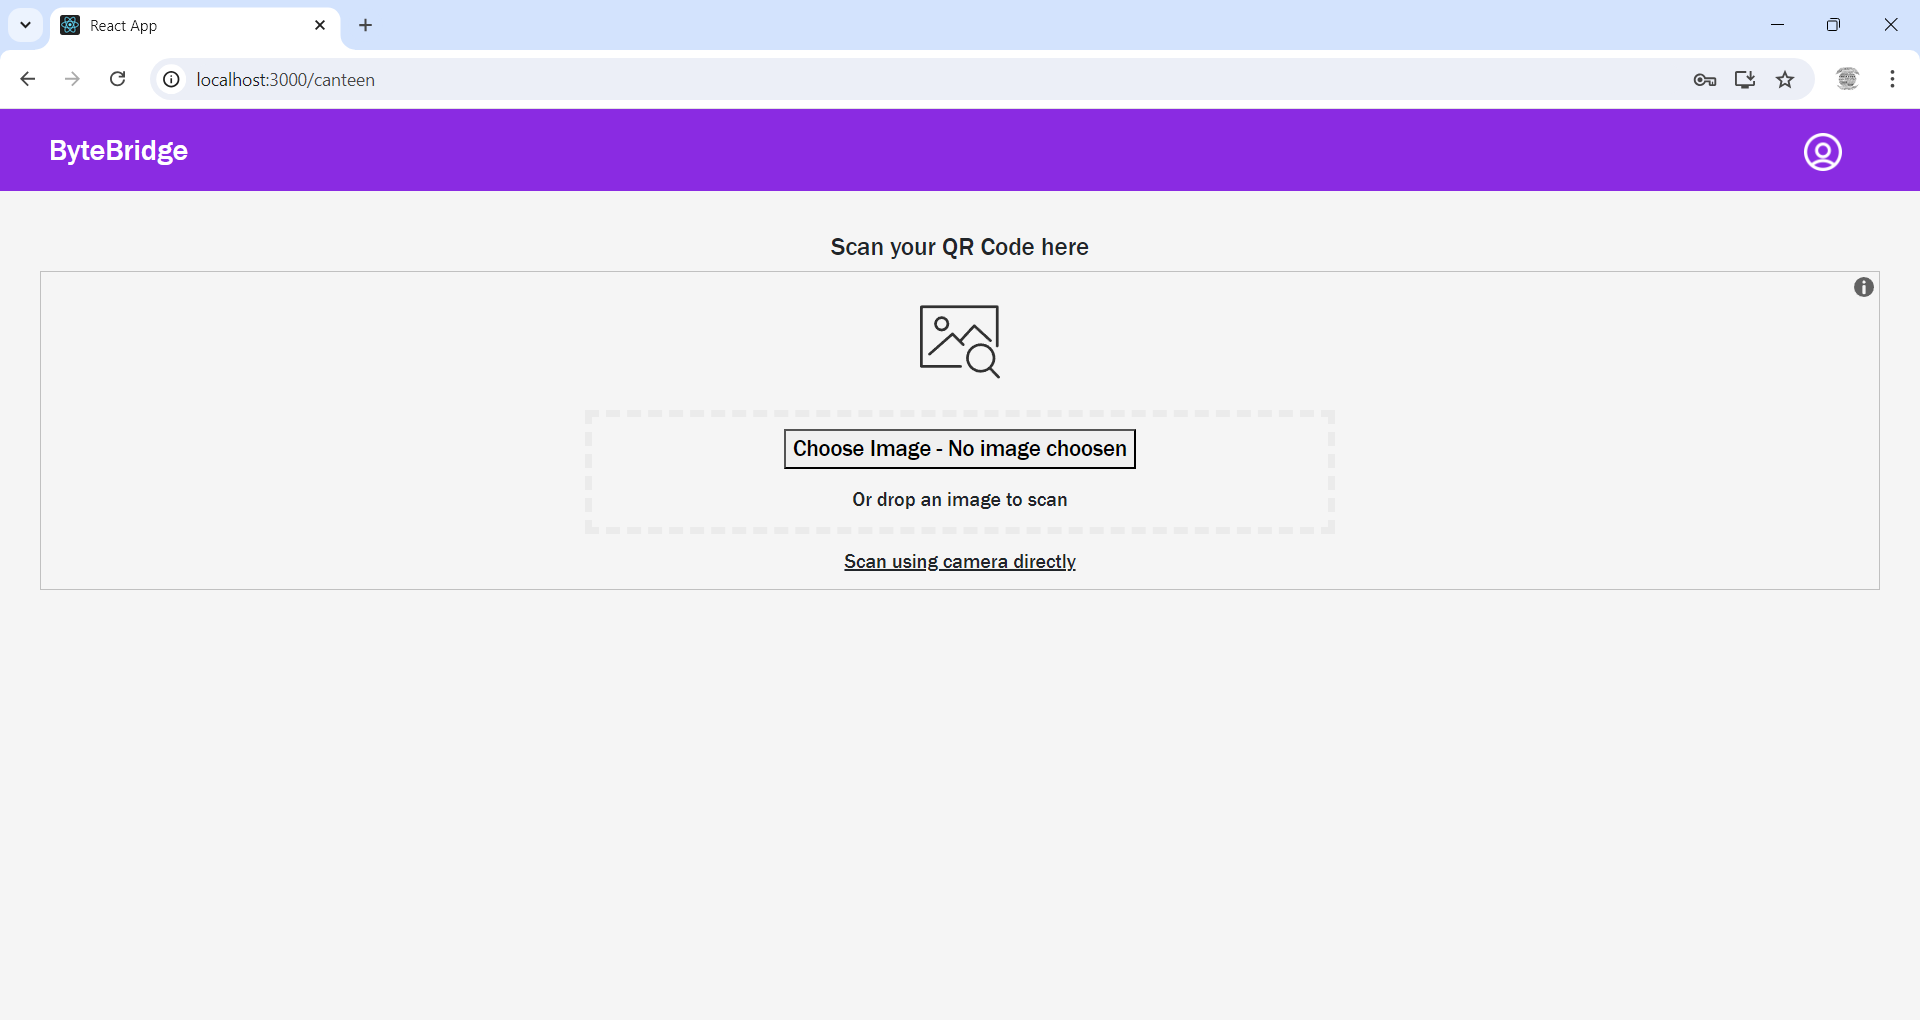 React App
localhost:3000/canteen
ByteBridge
Scan your QR Code here
Choose Image - No image choosen
Or drop an image to scan
Scan using camera directly